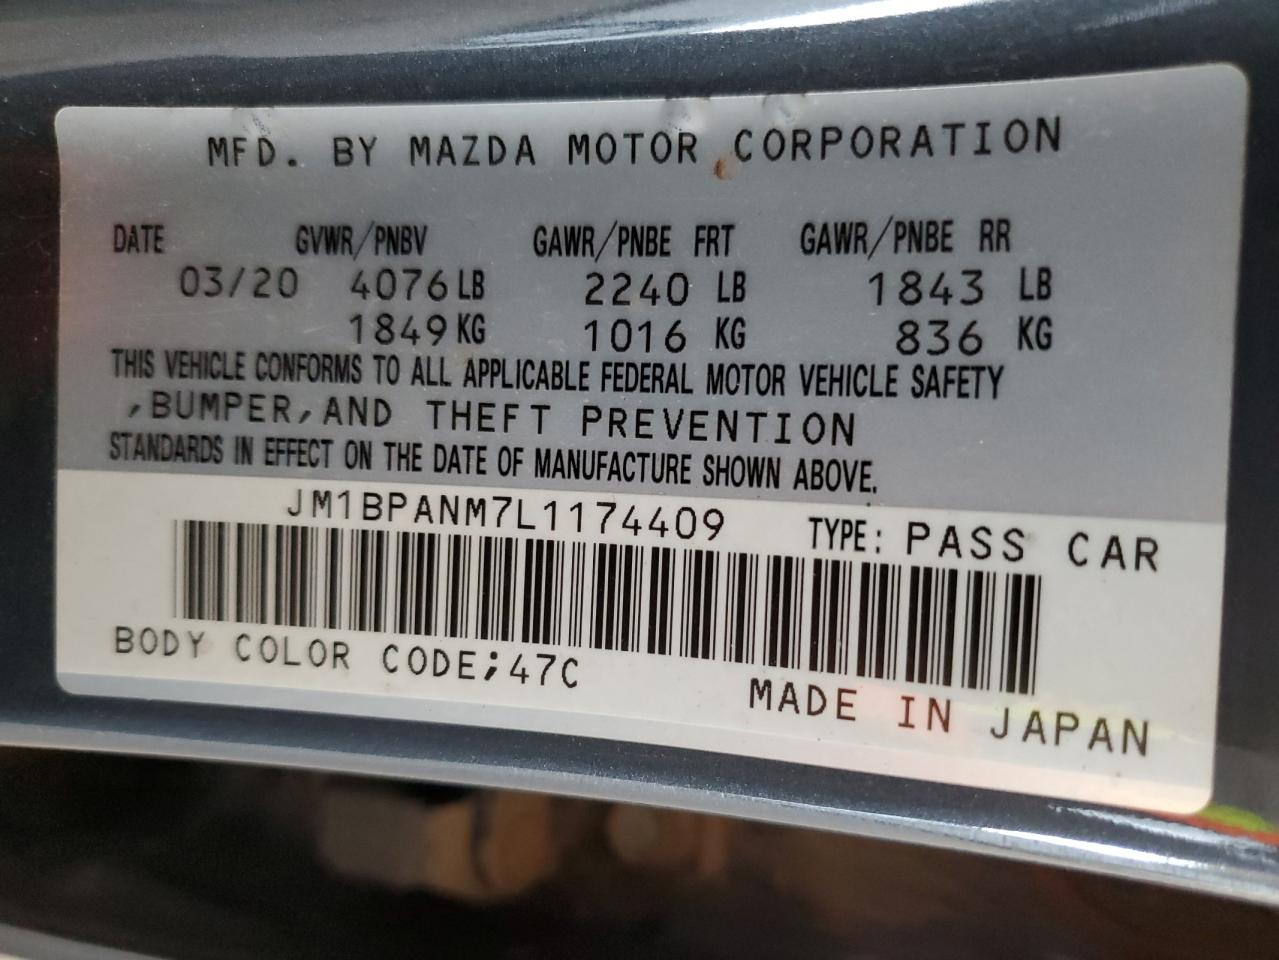 MFD. BY MAZDA MOTOR CORPORATION
DATE GVWR/PNBV GAWR/PNBE FRT GAWR/PNBE RR
03/20 4076 LB 2240 LB 1843 LB
1849 KG 1016 KG 836 KG
THIS VEHICLE CONFORMS TO ALL APPLICABLE FEDERAL MOTOR VEHICLE SAFETY
,BUMPER,AND THEFT PREVENTION
STANDARDS IN EFFECT ON THE DATE OF MANUFACTURE SHOWN ABOVE.
JM1BPANM7L1174409 TYPE: PASS CAR
BODY COLOR CODE;47C
MADE IN JAPAN